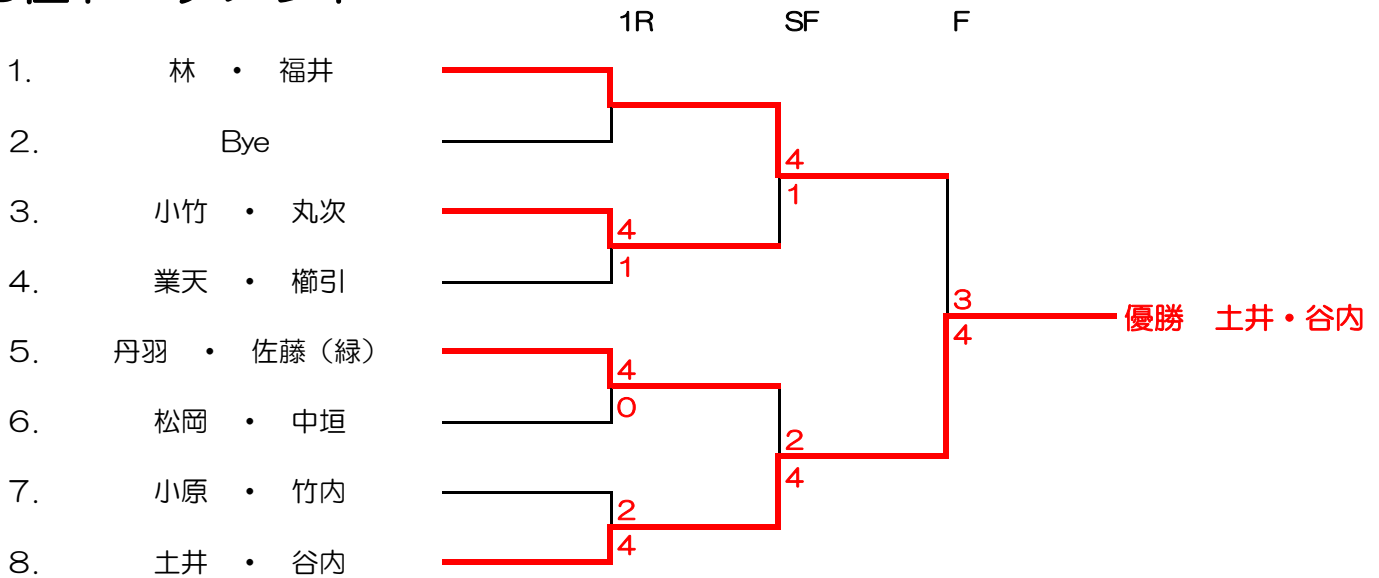 1R SF F
1. 林 ・ 福井
2. Bye
4
1
3. 小竹 ・ 丸次
4
1
4. 業天 ・ 櫛引
3
4
優勝 土井・谷内
5. 丹羽 ・ 佐藤（緑）
4
0
6. 松岡 ・ 中垣
2
4
7. 小原 ・ 竹内
2
4
8. 土井 ・ 谷内